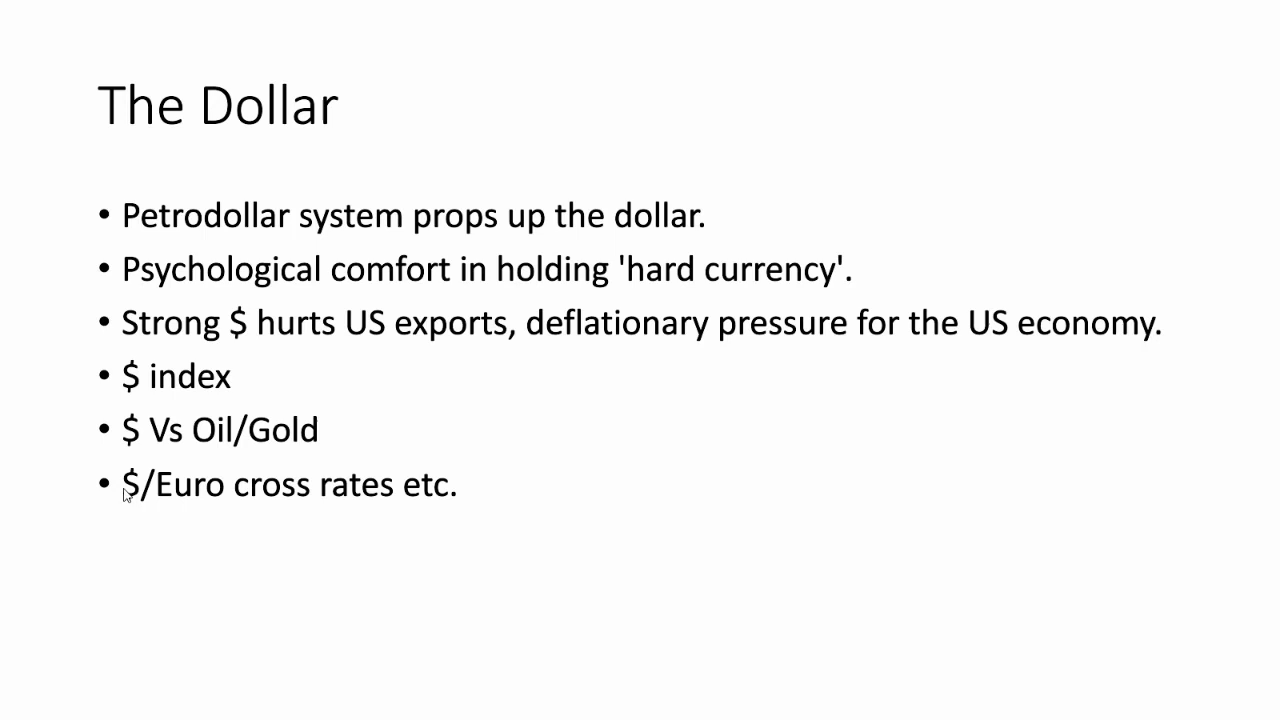 The Dollar
• Petrodollar system props up the dollar.
• Psychological comfort in holding 'hard currency'.
• Strong $ hurts US exports, deflationary pressure for the US economy.
• $ index
• $ Vs Oil/Gold
• $/Euro cross rates etc.